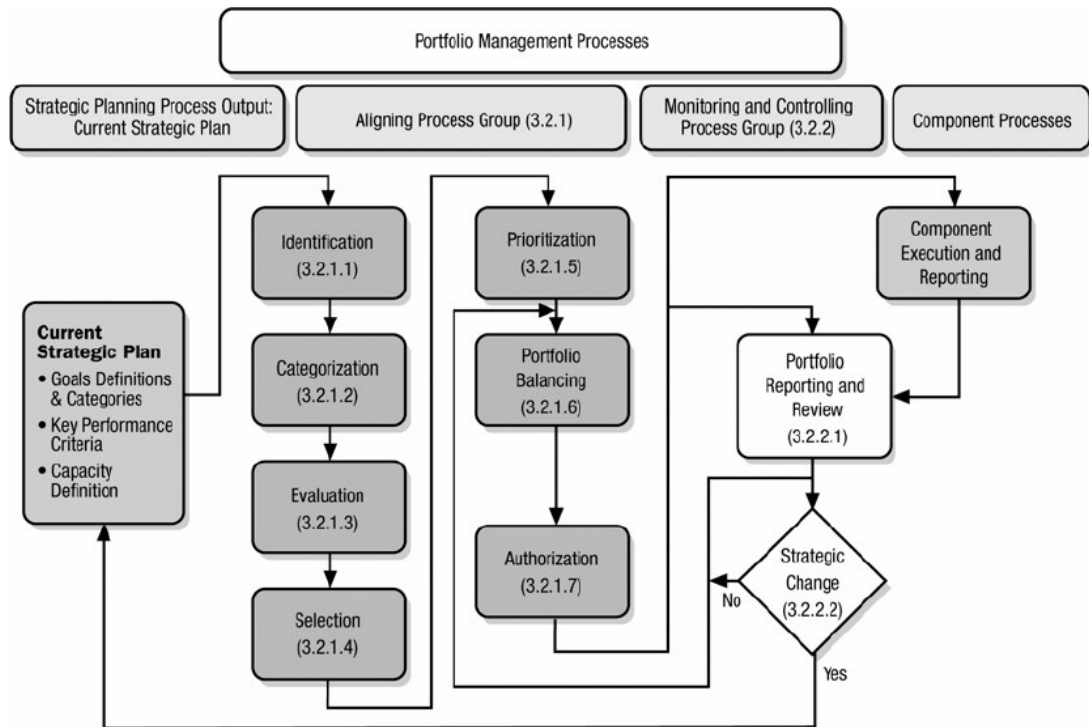 Portfolio Management Processes
Strategic Planning Process Output:
Current Strategic Plan
Aligning Process Group (3.2.1)
Monitoring and Controlling
Process Group (3.2.2)
Component Processes
Current
Strategic Plan
• Goals Definitions
& Categories
• Key Performance
Criteria
• Capacity
Definition
Identification
(3.2.1.1)
Categorization
(3.2.1.2)
Evaluation
(3.2.1.3)
Selection
(3.2.1.4)
Prioritization
(3.2.1.5)
Portfolio
Balancing
(3.2.1.6)
Authorization
(3.2.1.7)
Component
Execution and
Reporting
Portfolio
Reporting and
Review
(3.2.2.1)
Strategic
Change
(3.2.2.2)
No
Yes